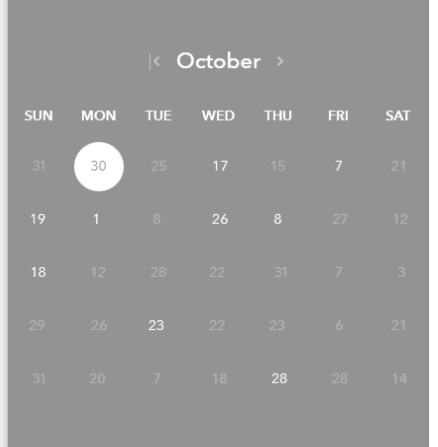 |< October >
SUN MON TUE WED THU FRI SAT
31 30 25 17 15 7 21
19 1 8 26 8 27 12
18 12 28 22 31 7 3
29 26 23 22 23 6 21
31 20 7 18 28 28 14